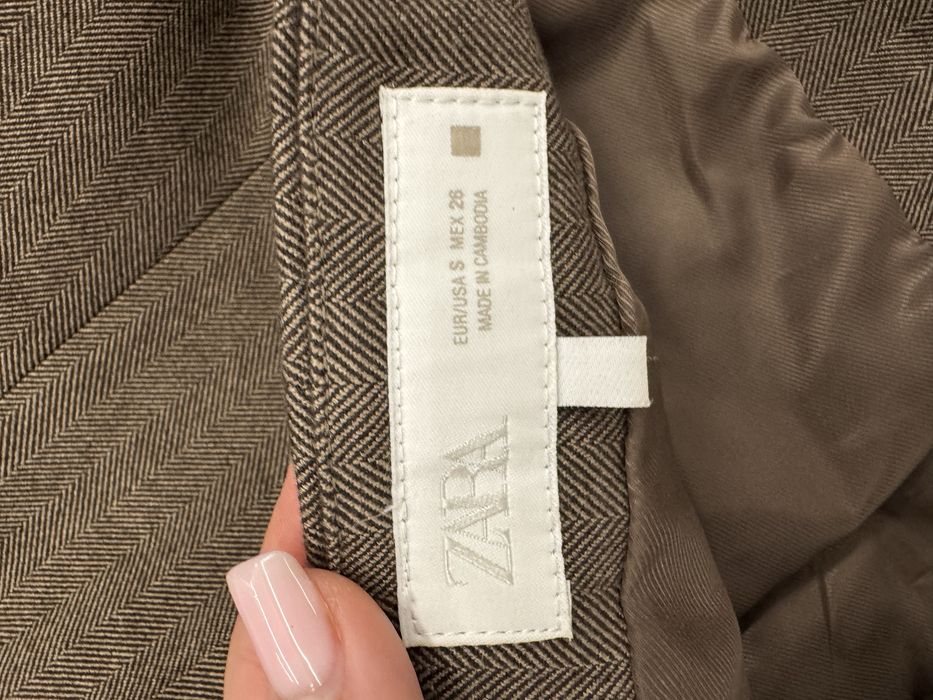 ZARA
EUR/USA S MEX 26
MADE IN CAMBODIA